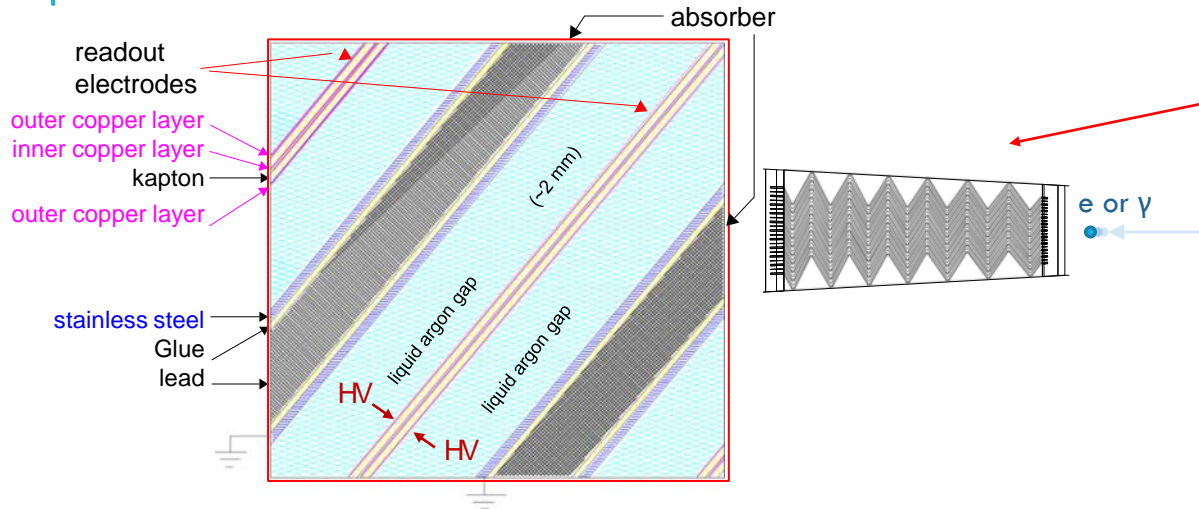 absorber
readout
electrodes
outer copper layer
inner copper layer
kapton
outer copper layer
(~2 mm)
e or γ
stainless steel
Glue
lead
liquid argon gap
liquid argon gap
HV
HV